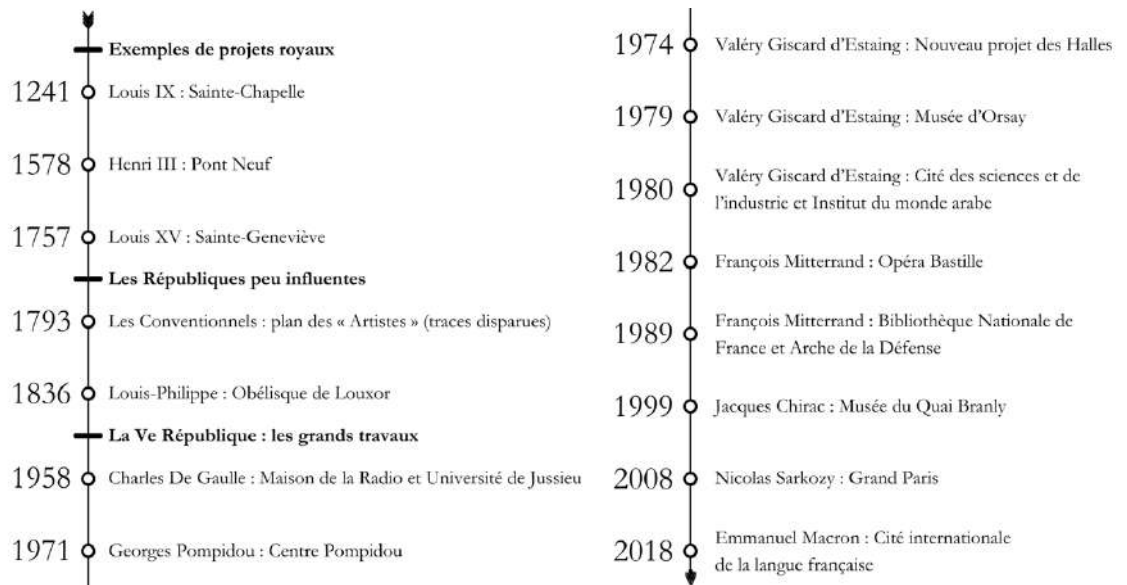 Exemples de projets royaux
1241 Louis IX : Sainte-Chapelle
1578 Henri III : Pont Neuf
1757 Louis XV : Sainte-Geneviève
Les Républiques peu influentes
1793 Les Conventionnels : plan des « Artistes » (traces disparues)
1836 Louis-Philippe : Obélisque de Louxor
La Ve République : les grands travaux
1958 Charles De Gaulle : Maison de la Radio et Université de Jussieu
1971 Georges Pompidou : Centre Pompidou
1974 Valéry Giscard d'Estaing : Nouveau projet des Halles
1979 Valéry Giscard d'Estaing : Musée d'Orsay
1980 Valéry Giscard d'Estaing : Cité des sciences et de
l'industrie et Institut du monde arabe
1982 François Mitterrand : Opéra Bastille
1989 François Mitterrand : Bibliothèque Nationale de
France et Arche de la Défense
1999 Jacques Chirac : Musée du Quai Branly
2008 Nicolas Sarkozy : Grand Paris
2018 Emmanuel Macron : Cité internationale
de la langue française